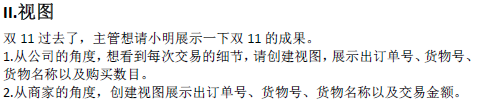 II.视图
双 11 过去了，主管想请小明展示一下双 11 的成果。
1.从公司的角度，想看到每次交易的细节，请创建视图，展示出订单号、货物号、
货物名称以及购买数目。
2.从商家的角度，创建视图展示出订单号、货物号、货物名称以及交易金额。